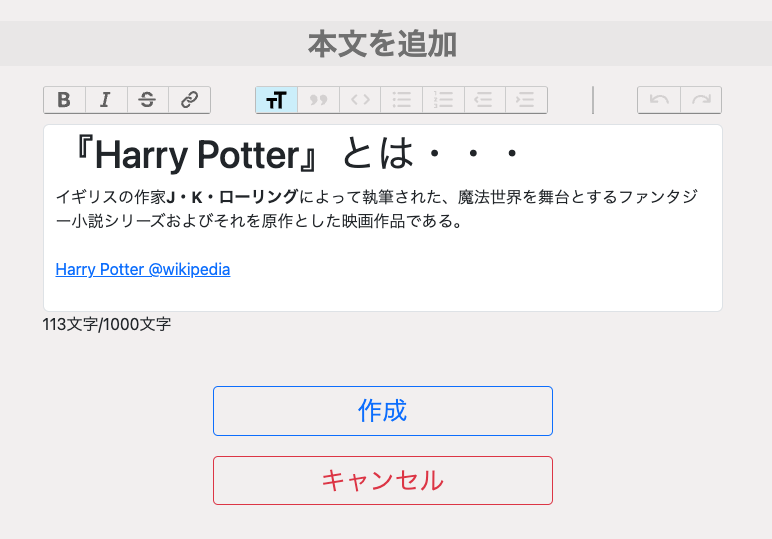 本文を追加
B I S
TT
『Harry Potter』とは・・・
イギリスの作家J・K・ローリングによって執筆された、魔法世界を舞台とするファンタジ
ー小説シリーズおよびそれを原作とした映画作品である。
Harry Potter @wikipedia
113文字/1000文字
作成
キャンセル